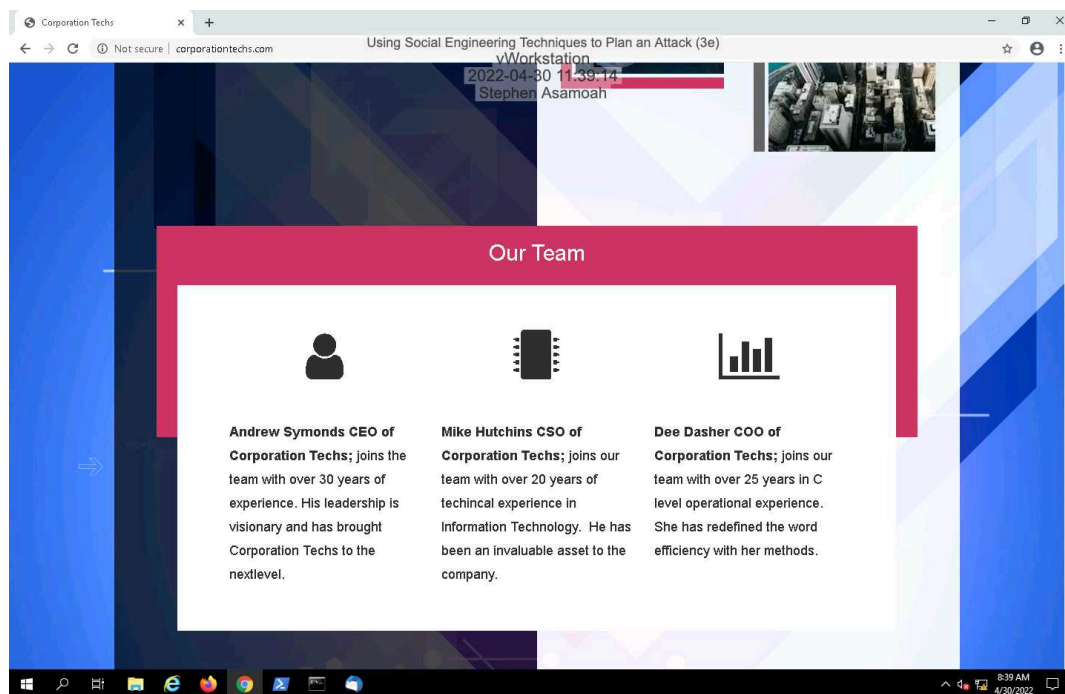 Corporation Techs
Not secure | corporationtechs.com
Using Social Engineering Techniques to Plan an Attack (3e)
vWorkstation
2022-04-30 11:39:14
Stephen Asamoah
Our Team
Andrew Symonds CEO of
Corporation Techs; joins the
team with over 30 years of
experience. His leadership is
visionary and has brought
Corporation Techs to the
nextlevel.
Mike Hutchins CSO of
Corporation Techs; joins our
team with over 20 years of
techincal experience in
Information Technology. He has
been an invaluable asset to the
company.
Dee Dasher COO of
Corporation Techs; joins our
team with over 25 years in C
level operational experience.
She has redefined the word
efficiency with her methods.
8:39 AM
4/30/2022